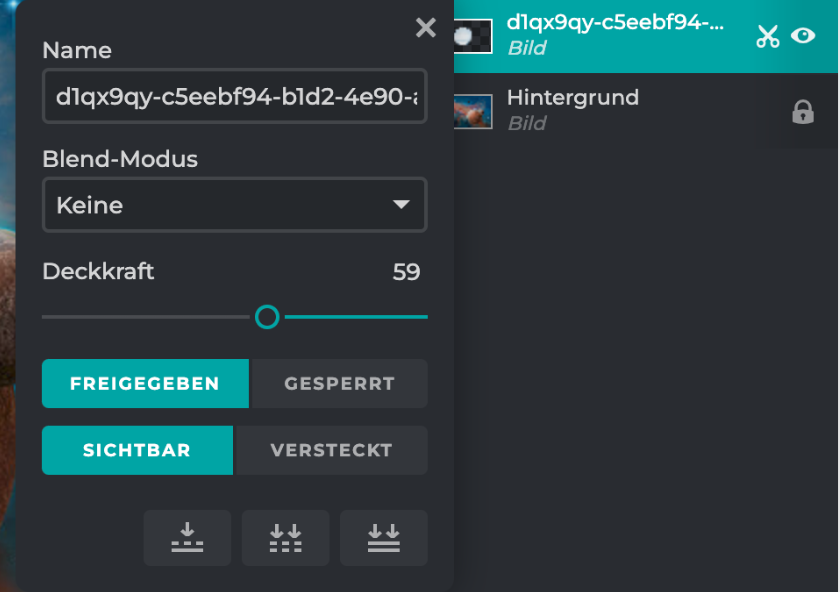 Name
d1qx9qy-c5eebf94-b1d2-4e90-a
Blend-Modus
Keine
Deckkraft
59
FREIGEGEBEN
GESPERRT
SICHTBAR
VERSTECKT
d1qx9qy-c5eebf94-...
Bild
Hintergrund
Bild